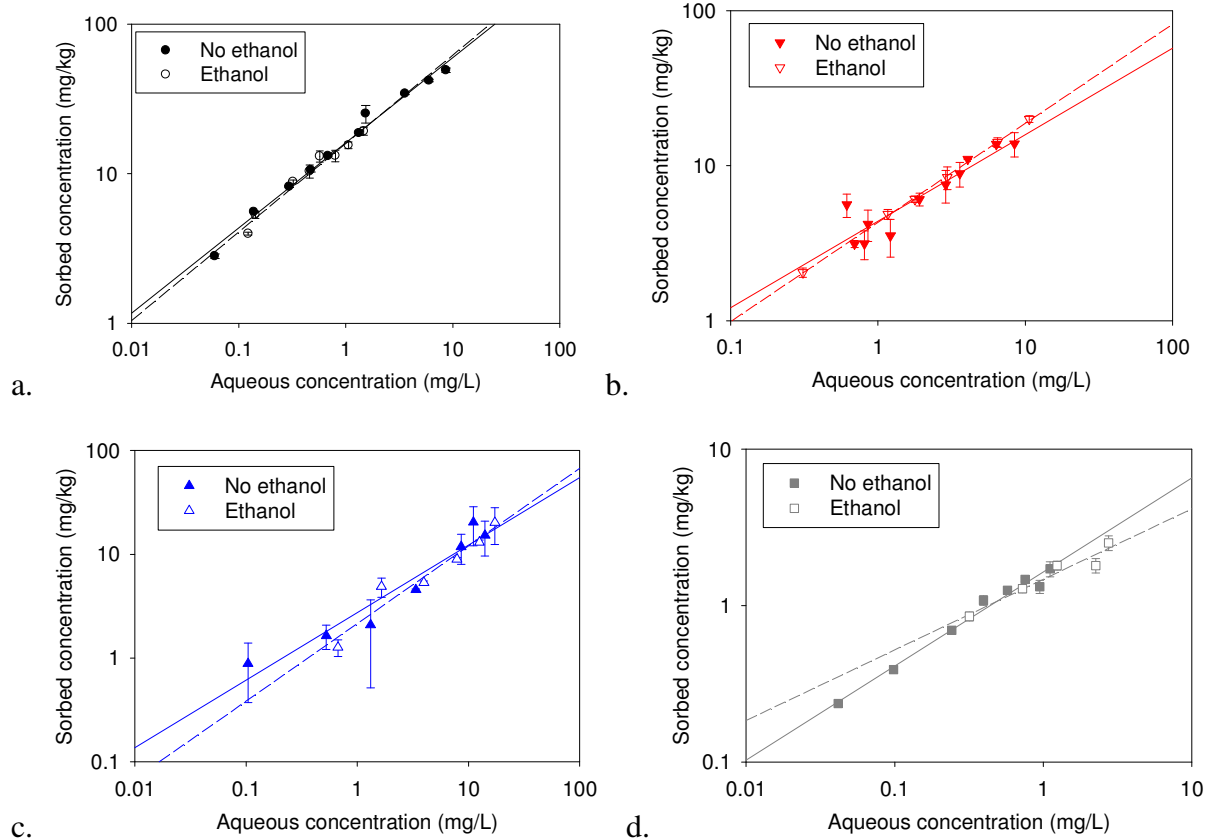 100
10
1
Sorbed concentration (mg/kg)
No ethanol
Ethanol
0.01 0.1 1 10 100
Aqueous concentration (mg/L)
a.
100
10
1
Sorbed concentration (mg/kg)
No ethanol
Ethanol
0.1 1 10 100
Aqueous concentration (mg/L)
b.
100
10
1
0.1
Sorbed concentration (mg/kg)
No ethanol
Ethanol
0.01 0.1 1 10 100
Aqueous concentration (mg/L)
c.
10
1
0.1
Sorbed concentration (mg/kg)
No ethanol
Ethanol
0.01 0.1 1 10
Aqueous concentration (mg/L)
d.